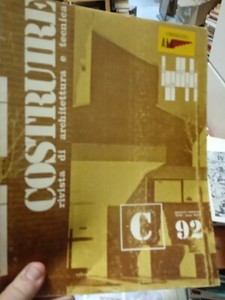 COSTRUIRE
rivista di architettura e tecnica
C
92